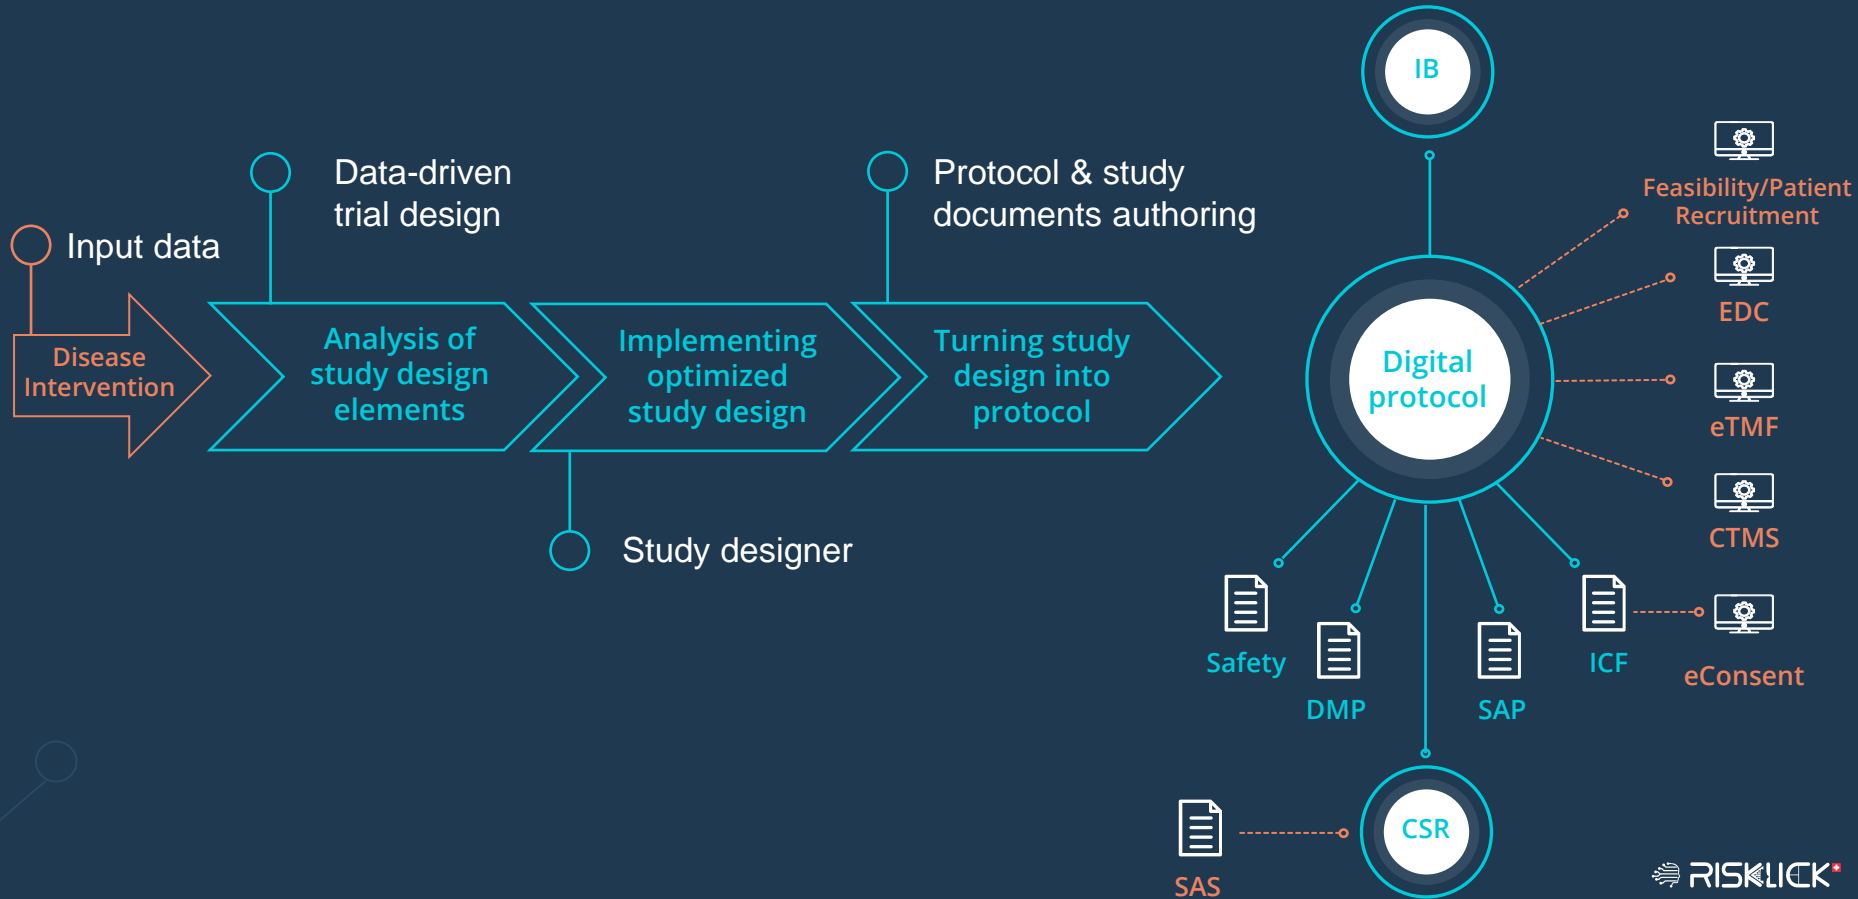 Input data
Disease
Intervention
Data-driven
trial design
Analysis of
study design
elements
Implementing
optimized
study design
Study designer
Protocol & study
documents authoring
Turning study
design into
protocol
IB
Digital
protocol
Feasibility/Patient
Recruitment
EDC
eTMF
CTMS
eConsent
Safety
DMP
SAP
ICF
CSR
SAS
RISKLICK